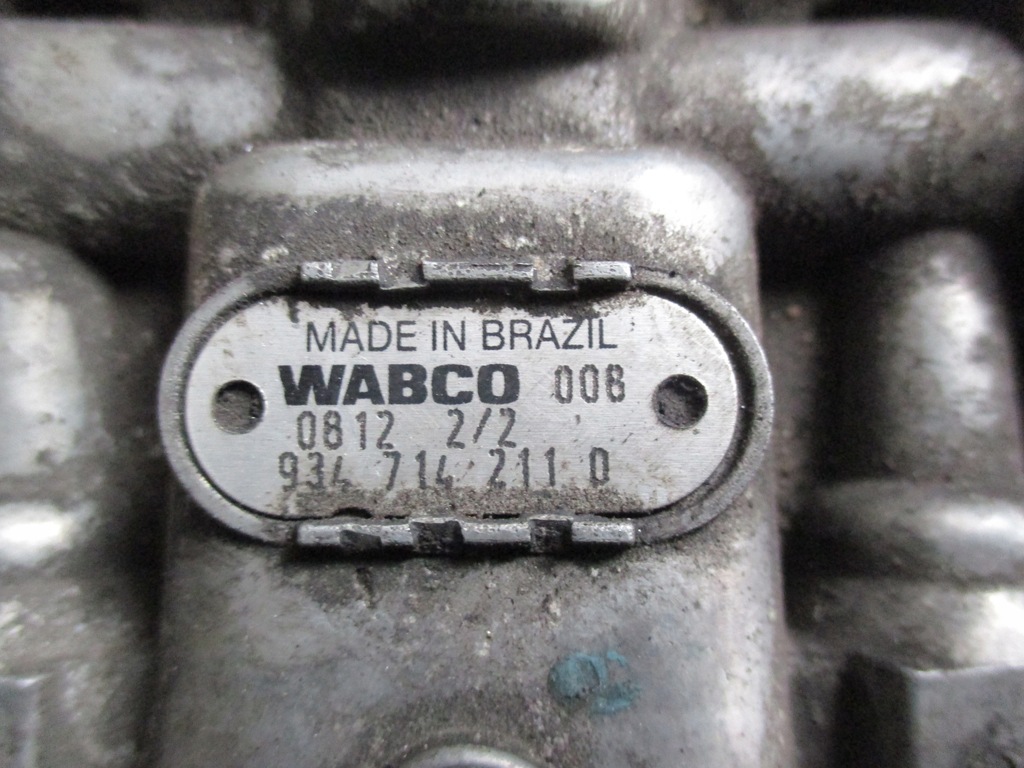 MADE IN BRAZIL
WABCO 008
0812 2/2
934 714 211 0